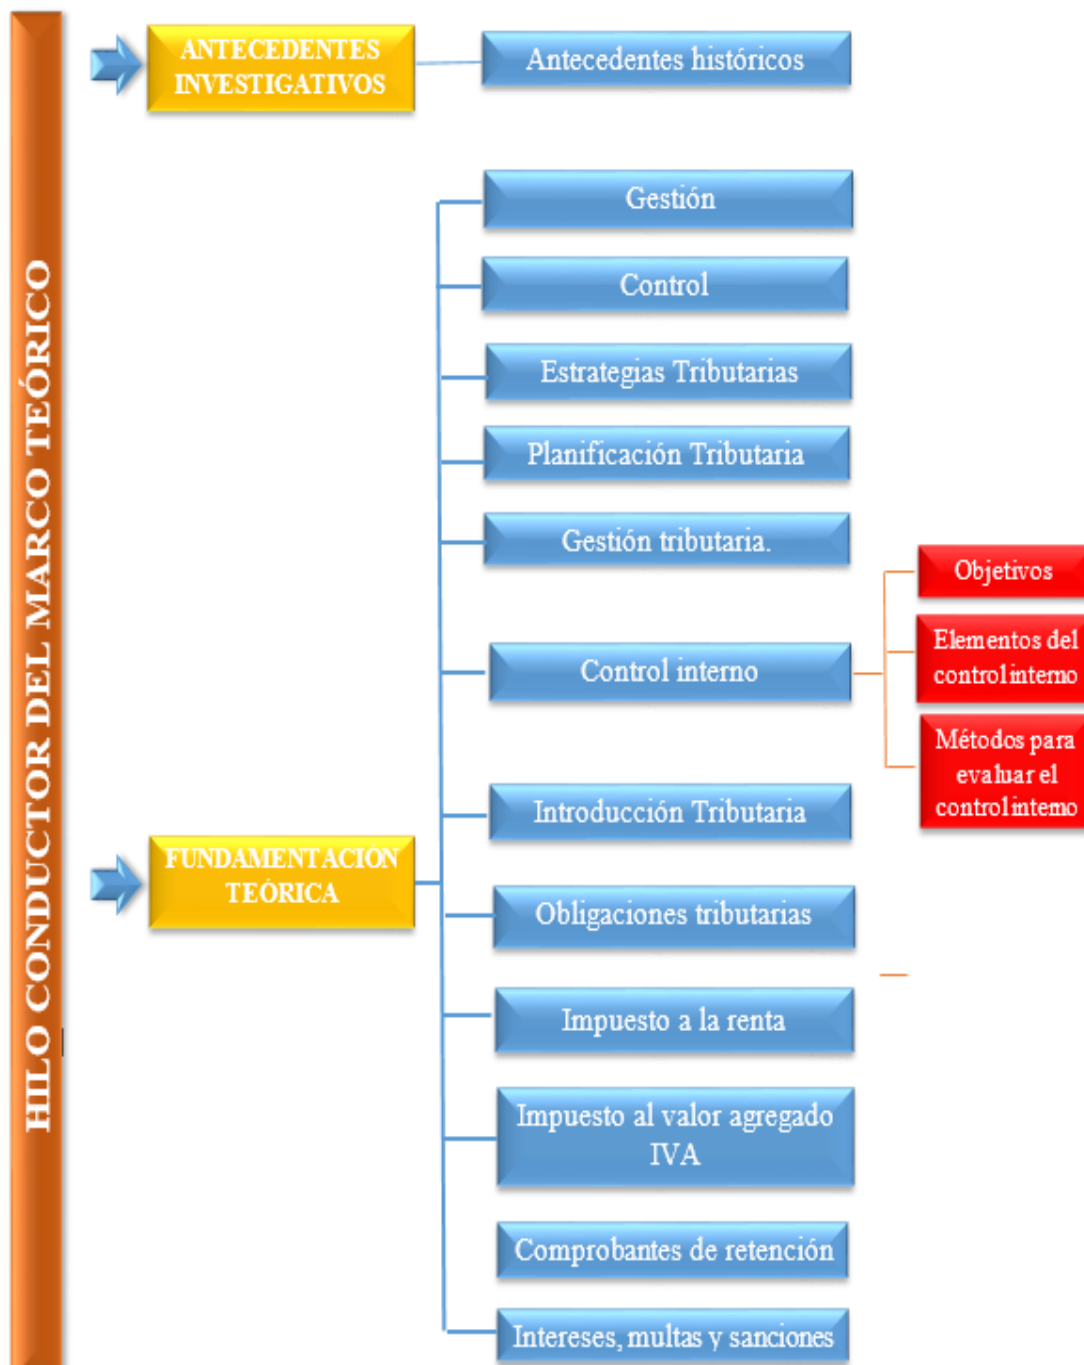 HILO CONDUCTOR DEL MARCO TEÓRICO
ANTECEDENTES
INVESTIGATIVOS
Antecedentes históricos
FUNDAMENTACIÓN
TEÓRICA
Gestión
Control
Estrategias Tributarias
Planificación Tributaria
Gestión tributaria.
Control interno
Objetivos
Elementos del
control interno
Métodos para
evaluar el
control interno
Introducción Tributaria
Obligaciones tributarias
Impuesto a la renta
Impuesto al valor agregado
IVA
Comprobantes de retención
Intereses, multas y sanciones